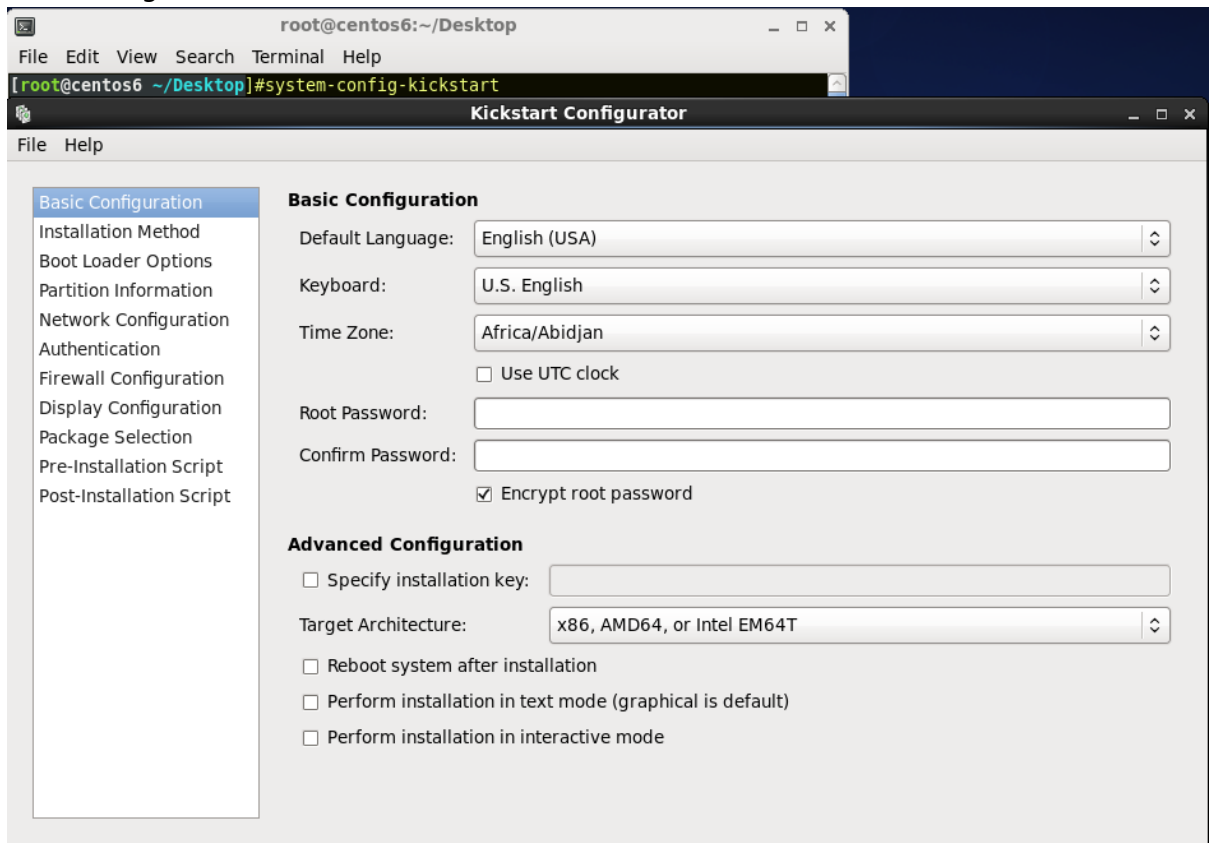 root@centos6:~/Desktop
File Edit View Search Terminal Help
[root@centos6 ~/Desktop]#system-config-kickstart
Kickstart Configurator
File Help
Basic Configuration
Installation Method
Boot Loader Options
Partition Information
Network Configuration
Authentication
Firewall Configuration
Display Configuration
Package Selection
Pre-Installation Script
Post-Installation Script
Basic Configuration
Default Language: English (USA)
Keyboard: U.S. English
Time Zone: Africa/Abidjan
Use UTC clock
Root Password:
Confirm Password:
Encrypt root password
Advanced Configuration
Specify installation key:
Target Architecture: x86, AMD64, or Intel EM64T
Reboot system after installation
Perform installation in text mode (graphical is default)
Perform installation in interactive mode